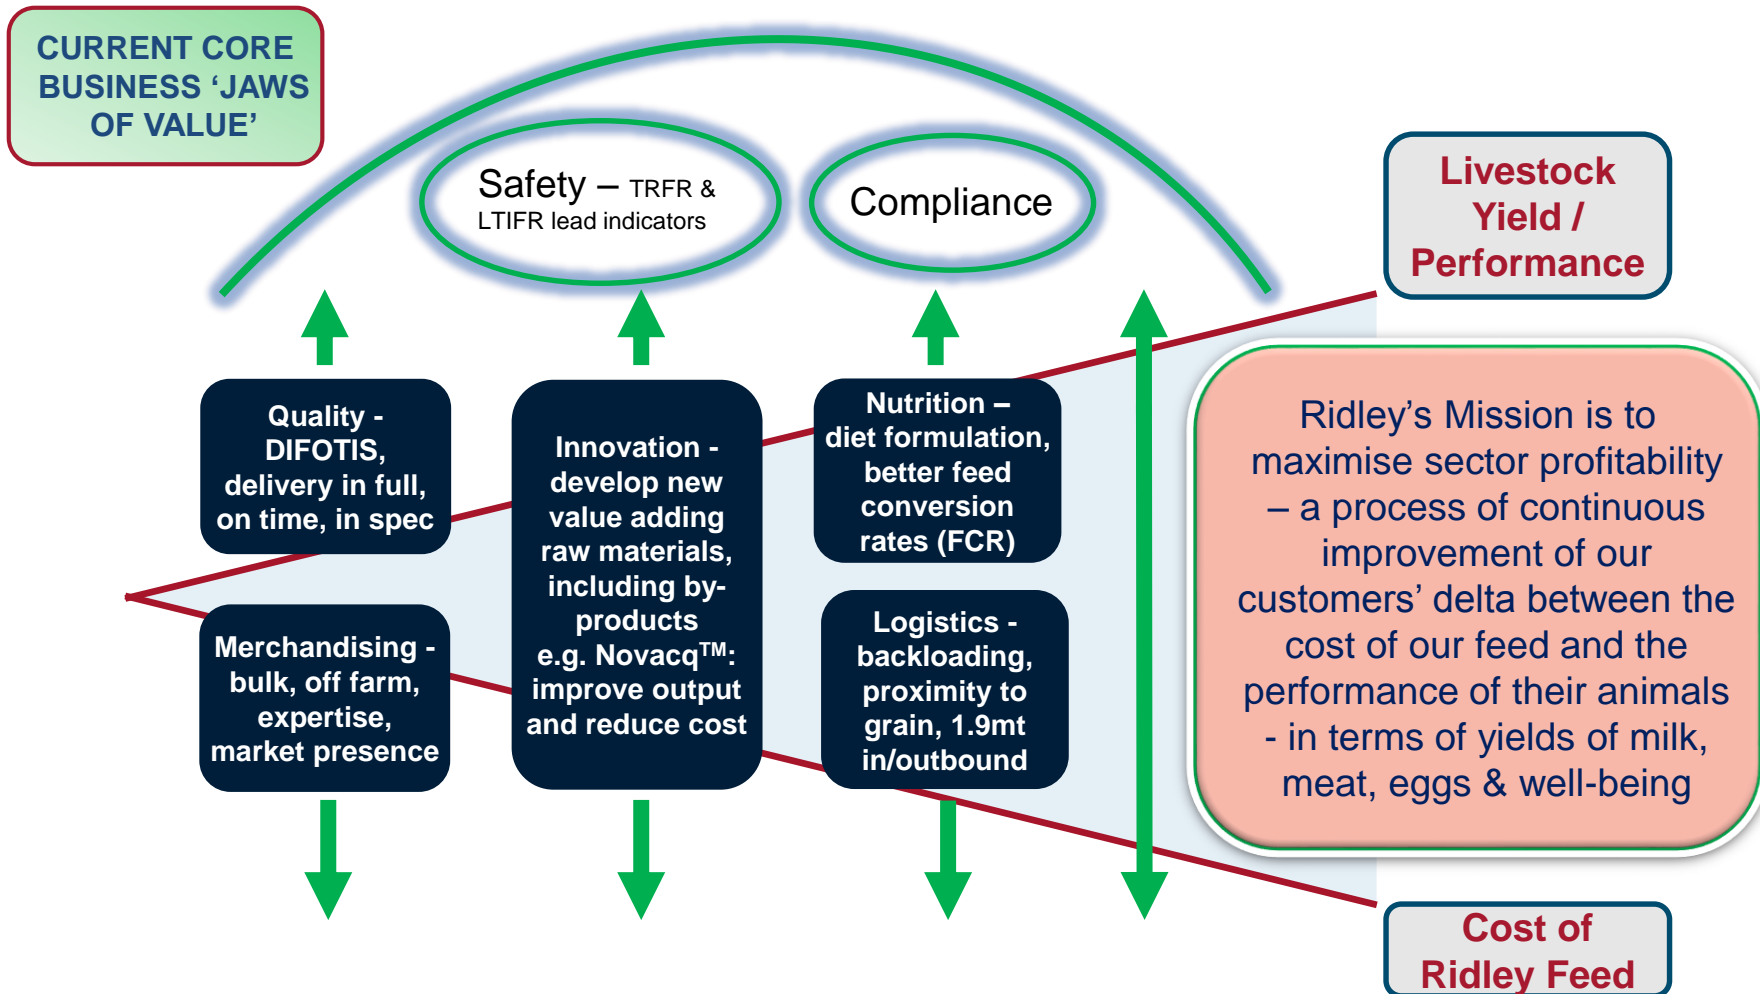 CURRENT CORE
BUSINESS ‘JAWS
OF VALUE’
Safety – TRFR &
LTIFR lead indicators
Compliance
Livestock
Yield /
Performance
Quality -
DIFOTIS,
delivery in full,
on time, in spec
Innovation -
develop new
value adding
raw materials,
including by-
products
e.g. Novacq™:
improve output
and reduce cost
Nutrition –
diet formulation,
better feed
conversion
rates (FCR)
Merchandising -
bulk, off farm,
expertise,
market presence
Logistics -
backloading,
proximity to
grain, 1.9mt
in/outbound
Ridley’s Mission is to
maximise sector profitability
– a process of continuous
improvement of our
customers’ delta between the
cost of our feed and the
performance of their animals
- in terms of yields of milk,
meat, eggs & well-being
Cost of
Ridley Feed